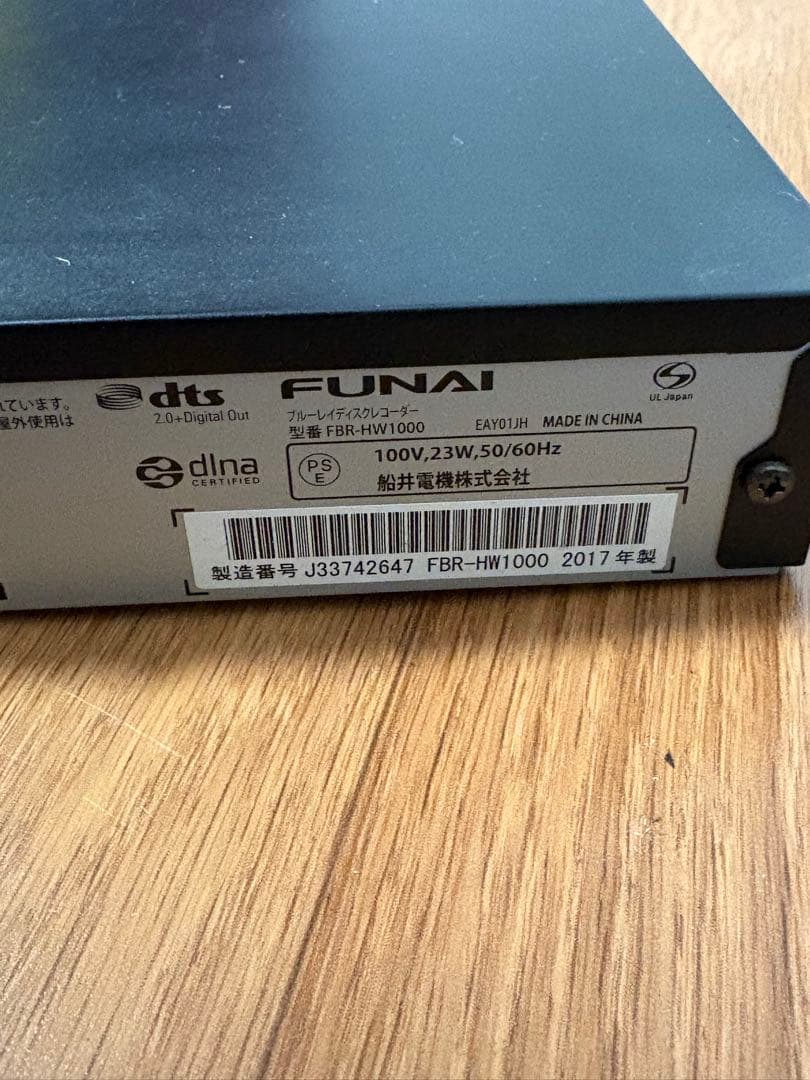 れています。
屋外使用は
dts
2.0+Digital Out
FUNAI
ブルーレイディスクレコーダー
型番 FBR-HW1000
EAY01JH MADE IN CHINA
UL Japan
dlna
CERTIFIED
PSE
100V,23W,50/60Hz
船井電機株式会社
製造番号 J33742647 FBR-HW1000 2017年製